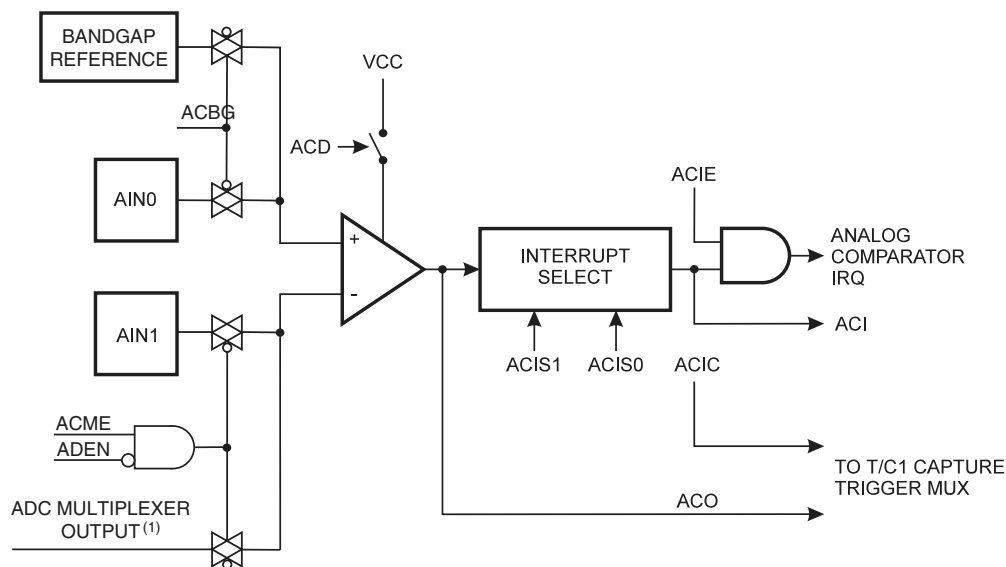 BANDGAP
REFERENCE
ACBG
VCC
ACD
AIN0
+
-
AIN1
ACME
ADEN
ADC MULTIPLEXER
OUTPUT (1)
INTERRUPT
SELECT
ACIS1
ACIS0
ACIE
ANALOG
COMPARATOR
IRQ
ACI
ACIC
TO T/C1 CAPTURE
TRIGGER MUX
ACO